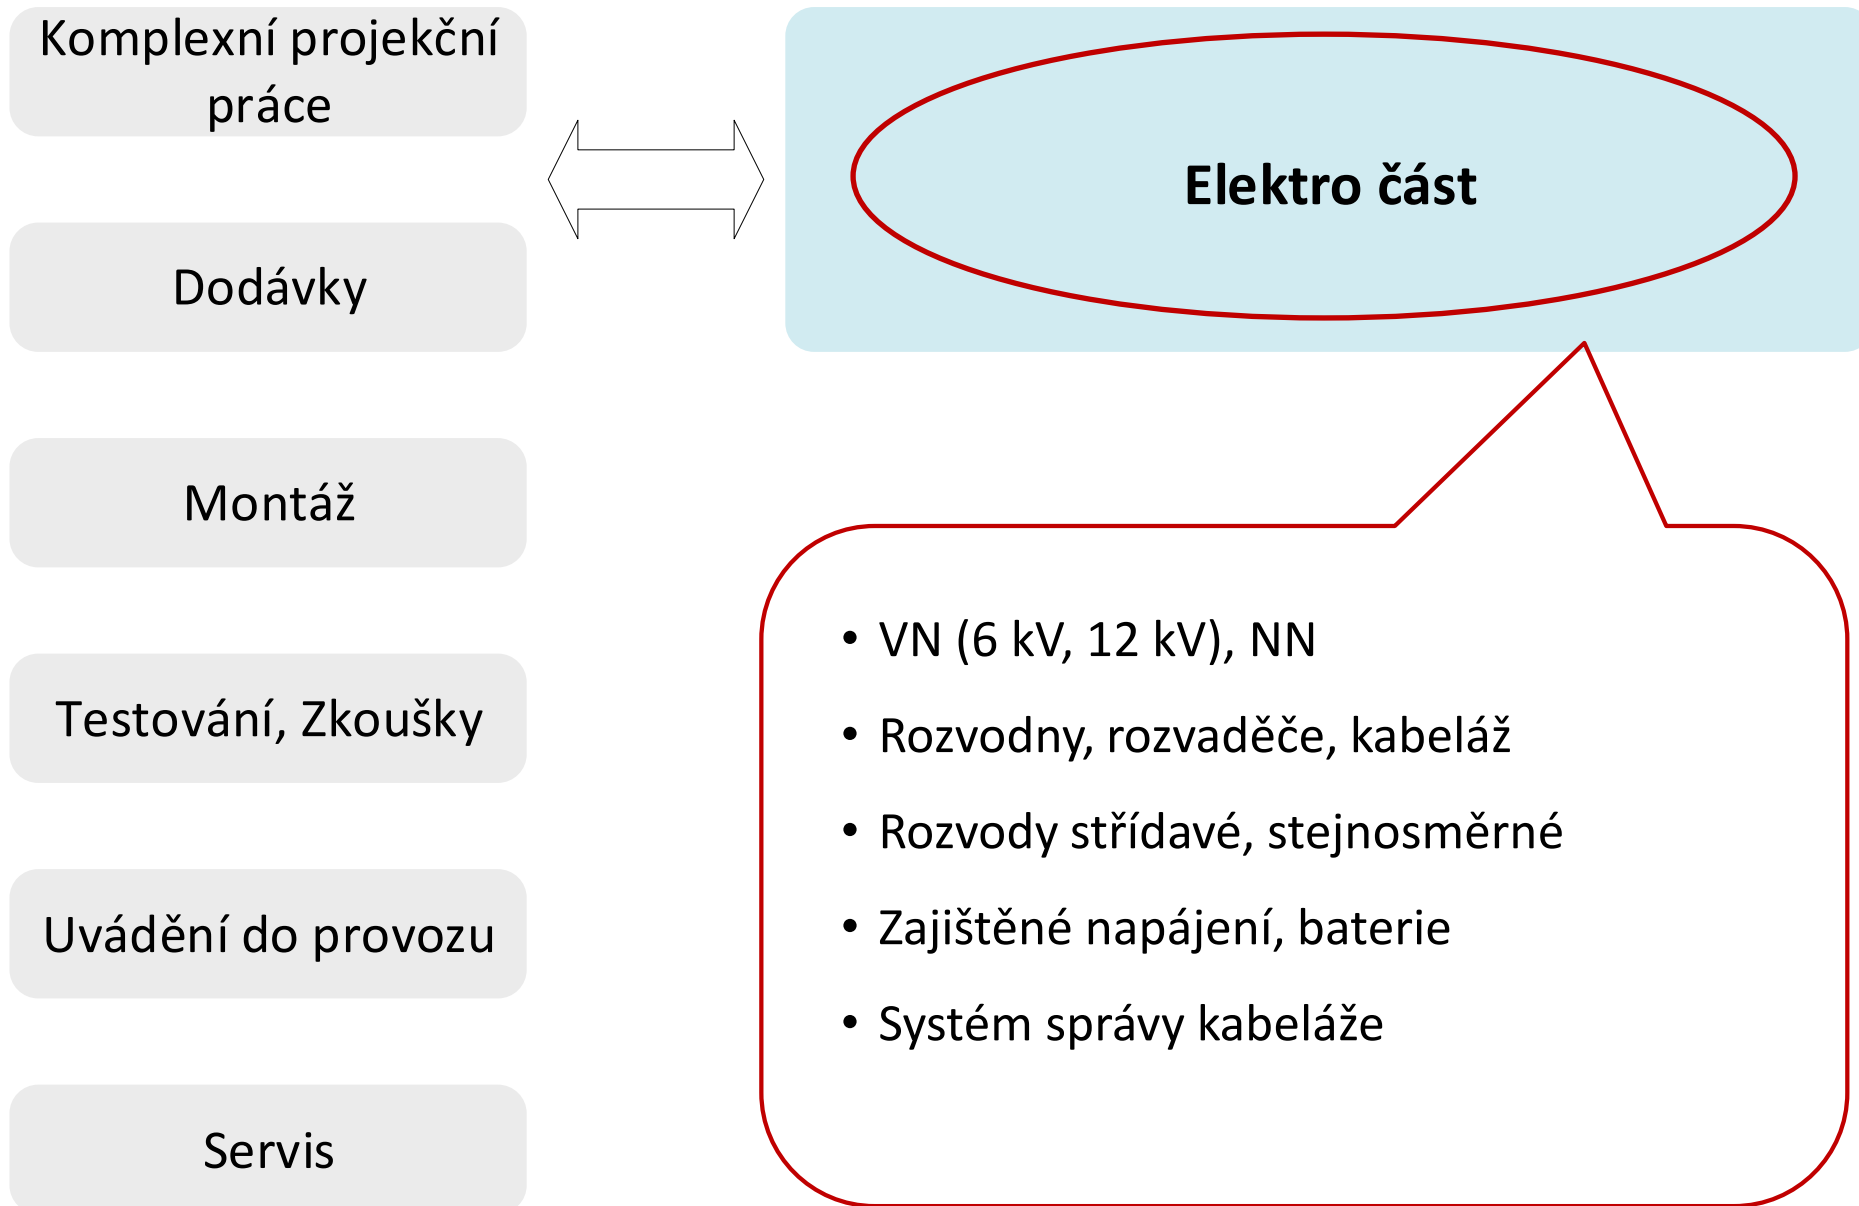 Komplexní projekční
práce
Dodávky
Montáž
Testování, Zkoušky
Uvádění do provozu
Servis
Elektro část
• VN (6 kV, 12 kV), NN
• Rozvodny, rozvaděče, kabeláž
• Rozvody střídavé, stejnosměrné
• Zajištěné napájení, baterie
• Systém správy kabeláže